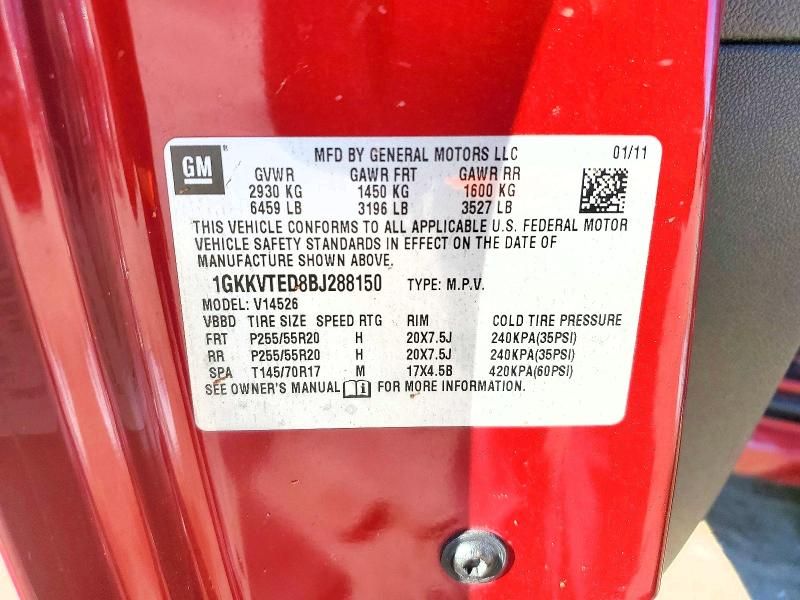 GM ® MFD BY GENERAL MOTORS LLC 01/11
GVWR GAWR FRT GAWR RR
2930 KG 1450 KG 1600 KG
6459 LB 3196 LB 3527 LB
THIS VEHICLE CONFORMS TO ALL APPLICABLE U.S. FEDERAL MOTOR
VEHICLE SAFETY STANDARDS IN EFFECT ON THE DATE OF
MANUFACTURE SHOWN ABOVE.
1GKKVTED8BJ288150 TYPE: M.P.V.
MODEL: V14526
VBBD TIRE SIZE SPEED RTG RIM COLD TIRE PRESSURE
FRT P255/55R20 H 20X7.5J 240KPA(35PSI)
RR P255/55R20 H 20X7.5J 240KPA(35PSI)
SPA T145/70R17 M 17X4.5B 420KPA(60PSI)
SEE OWNER'S MANUAL FOR MORE INFORMATION.